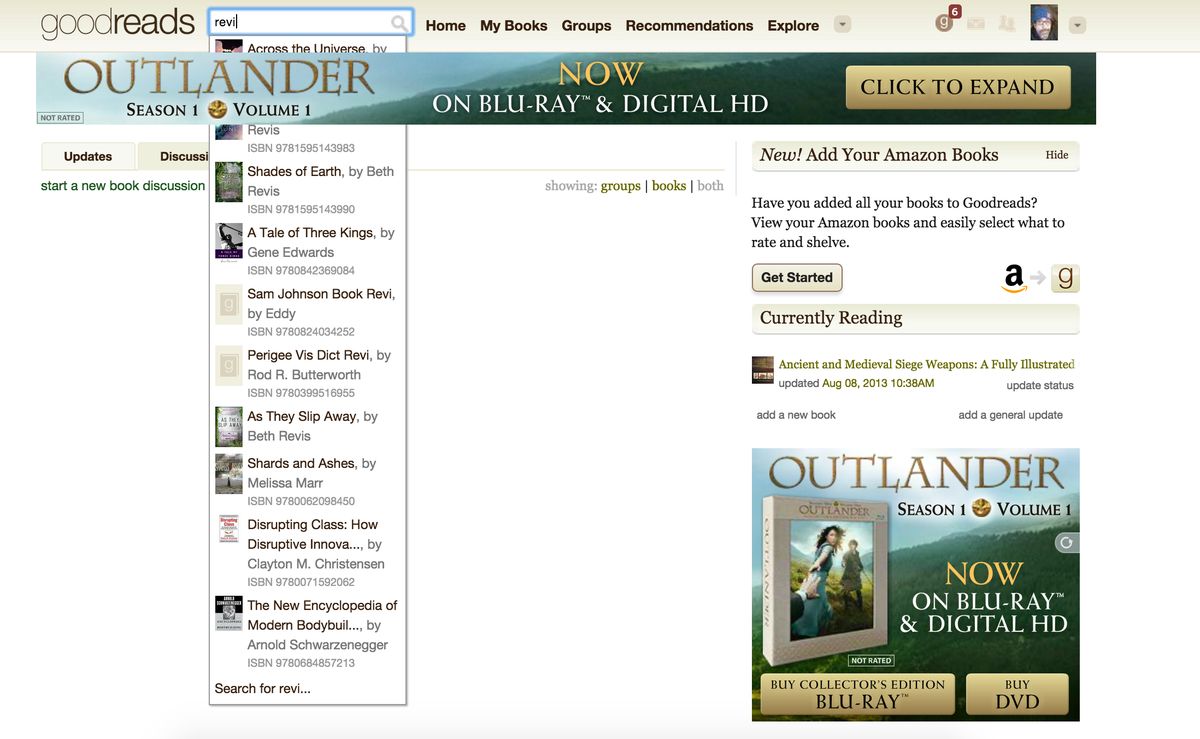 goodreads
revi
Home My Books Groups Recommendations Explore
6
Across the Universe, by
OUTLANDER
SEASON 1 VOLUME 1
NOT RATED
NOW
ON BLU-RAY™ & DIGITAL HD
CLICK TO EXPAND
Updates
Discussi
start a new book discussion
showing: groups | books | both
Revis
ISBN 9781595143983
Shades of Earth, by Beth
Revis
ISBN 9781595143990
A Tale of Three Kings, by
Gene Edwards
ISBN 9780842369084
Sam Johnson Book Revi,
by Eddy
ISBN 9780824034252
Perigee Vis Dict Revi, by
Rod R. Butterworth
ISBN 9780399516955
AS THEY
SLIP AWAY
As They Slip Away, by
Beth Revis
Shards and Ashes, by
Melissa Marr
ISBN 9780062098450
Disrupting
Class
Disrupting Class: How
Disruptive Innova..., by
Clayton M. Christensen
ISBN 9780071592062
The New Encyclopedia of
Modern Bodybuil..., by
Arnold Schwarzenegger
ISBN 9780684857213
Search for revi...
New! Add Your Amazon Books
Hide
Have you added all your books to Goodreads?
View your Amazon books and easily select what to
rate and shelve.
Get Started
a
g
Currently Reading
Ancient and Medieval Siege Weapons: A Fully Illustrated
updated Aug 08, 2013 10:38AM
update status
add a new book
add a general update
OUTLANDER
SEASON 1 VOLUME 1
OUTLANDER
OUTLANDER
NOW
ON BLU-RAY™
& DIGITAL HD
NOT RATED
BUY COLLECTOR'S EDITION
BLU-RAY™
BUY
DVD